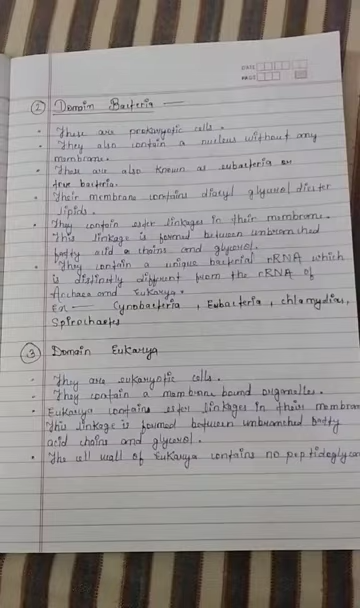 DATE
PAGE
② Domain Bacteria —
• These are prokaryotic cells.
• They also contain a nucleus without any
membrane.
• These are also known as eubacteria or
true bacteria.
• Their membrane contains diacyl glycerol diester
lipids.
• They contain ester linkages in their membrane.
This linkage is formed between unbranched
fatty acid chains and glycerol.
• They contain a unique bacterial rRNA which
is distinctly different from the rRNA of
Archaea and Eukarya.
Ex — Cynobacteria, Eubacteria, chlamydias,
Spirochaetes
③ Domain Eukarya
• They are eukaryotic cells.
• They contain a membrane bound organelles.
• Eukarya contains ester linkages in their membran
This linkage is formed between unbranched fatty
acid chains and glycerol.
• The cell wall of Eukarya contains no peptidoglycan